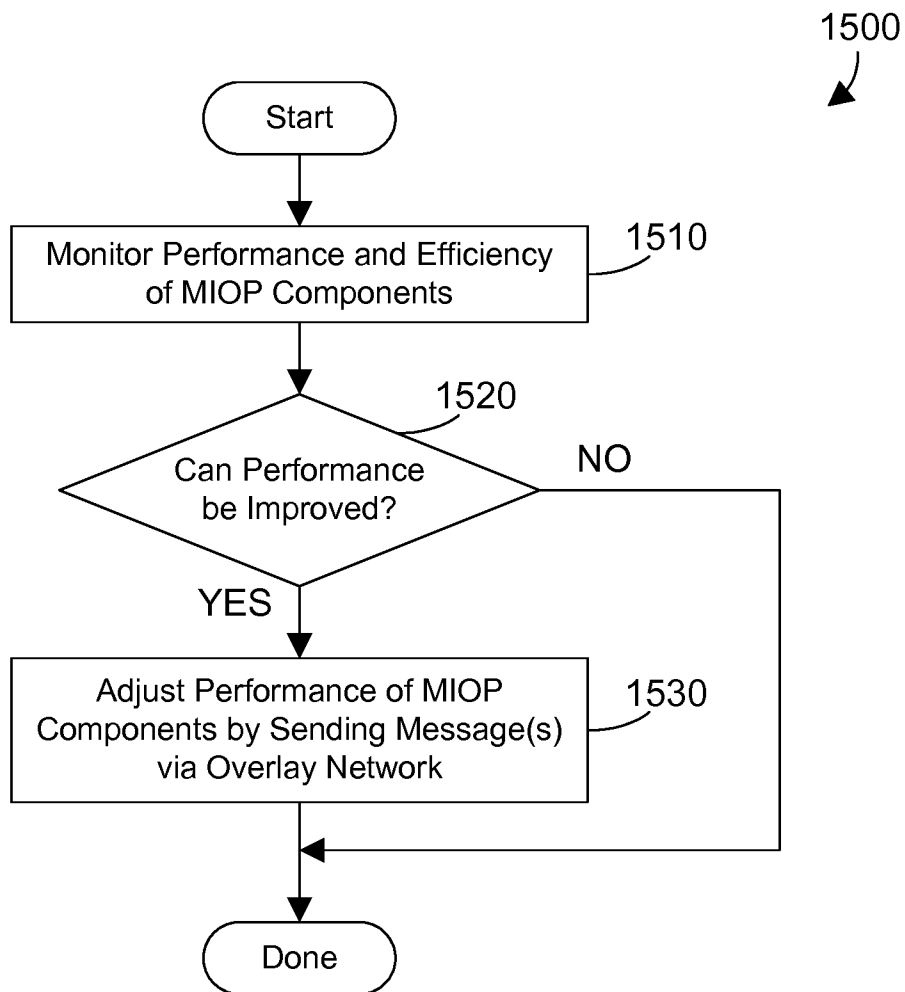 1500
Start
Monitor Performance and Efficiency
of MIOP Components
1510
1520
Can Performance
be Improved?
NO
YES
Adjust Performance of MIOP
Components by Sending Message(s)
via Overlay Network
1530
Done